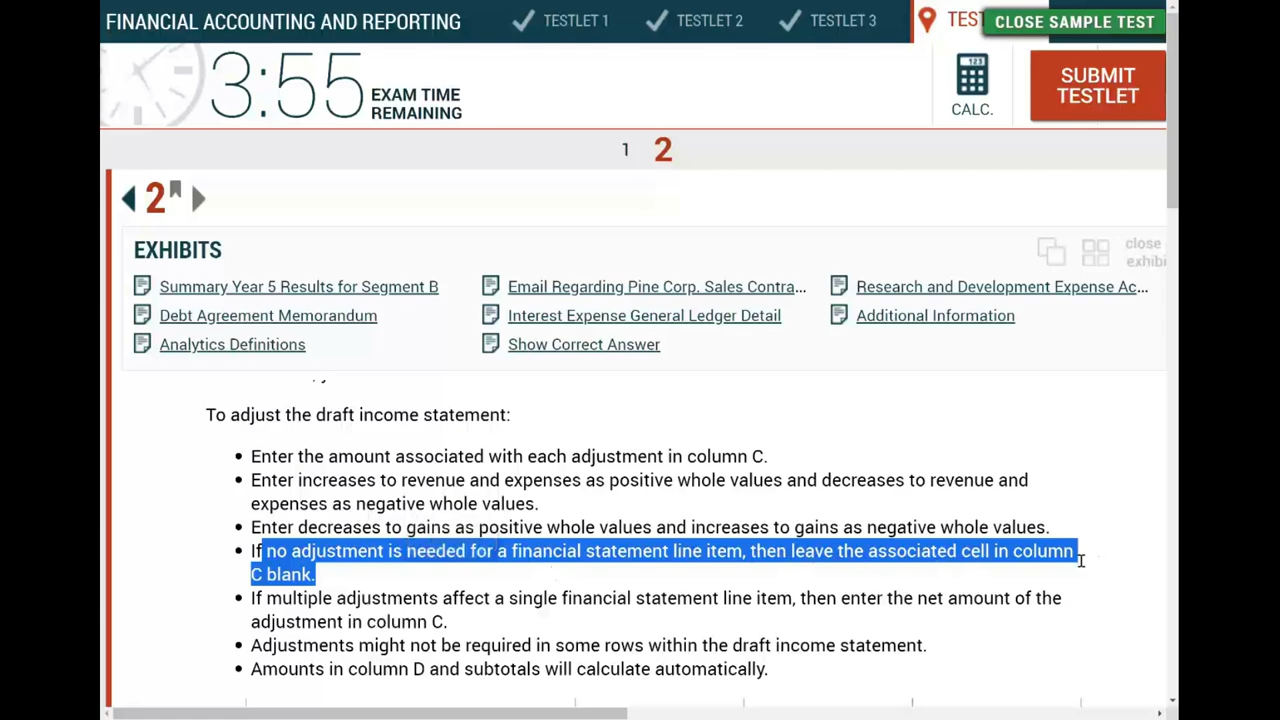 FINANCIAL ACCOUNTING AND REPORTING
TESTLET 1
TESTLET 2
TESTLET 3
CLOSE SAMPLE TEST
3:55
EXAM TIME
REMAINING
123
CALC.
SUBMIT
TESTLET
1 2
2
EXHIBITS
close
Summary Year 5 Results for Segment B
Email Regarding Pine Corp. Sales Contra...
Research and Development Expense Ac...
Debt Agreement Memorandum
Interest Expense General Ledger Detail
Additional Information
Analytics Definitions
Show Correct Answer
To adjust the draft income statement:
• Enter the amount associated with each adjustment in column C.
• Enter increases to revenue and expenses as positive whole values and decreases to revenue and
expenses as negative whole values.
• Enter decreases to gains as positive whole values and increases to gains as negative whole values.
• If no adjustment is needed for a financial statement line item, then leave the associated cell in column
C blank.
• If multiple adjustments affect a single financial statement line item, then enter the net amount of the
adjustment in column C.
• Adjustments might not be required in some rows within the draft income statement.
• Amounts in column D and subtotals will calculate automatically.